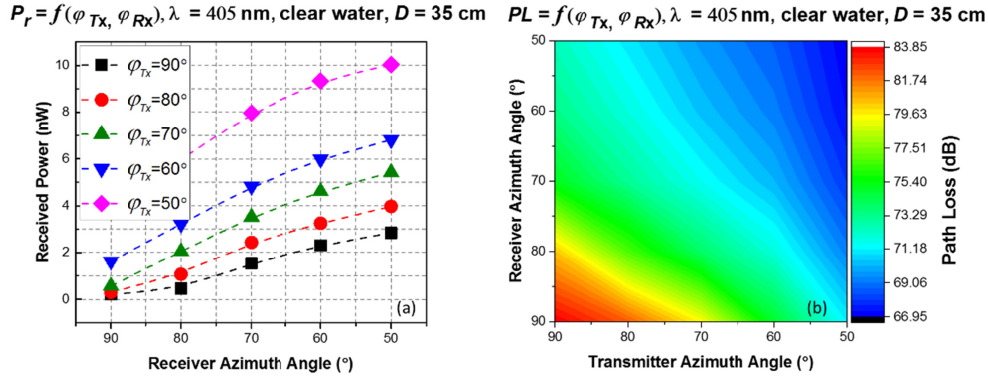 P_r = f(φ_Tx, φ_Rx), λ = 405 nm, clear water, D = 35 cm
Received Power (nW)
10
8
6
4
2
0
φ_Tx=90°
φ_Tx=80°
φ_Tx=70°
φ_Tx=60°
φ_Tx=50°
(a)
90 80 70 60 50
Receiver Azimuth Angle (°)
PL = f(φ_Tx, φ_Rx), λ = 405 nm, clear water, D = 35 cm
Receiver Azimuth Angle (°)
50
60
70
80
90
(b)
90 80 70 60 50
Transmitter Azimuth Angle (°)
83.85
81.74
79.63
77.51
75.40
73.29
71.18
69.06
66.95
Path Loss (dB)